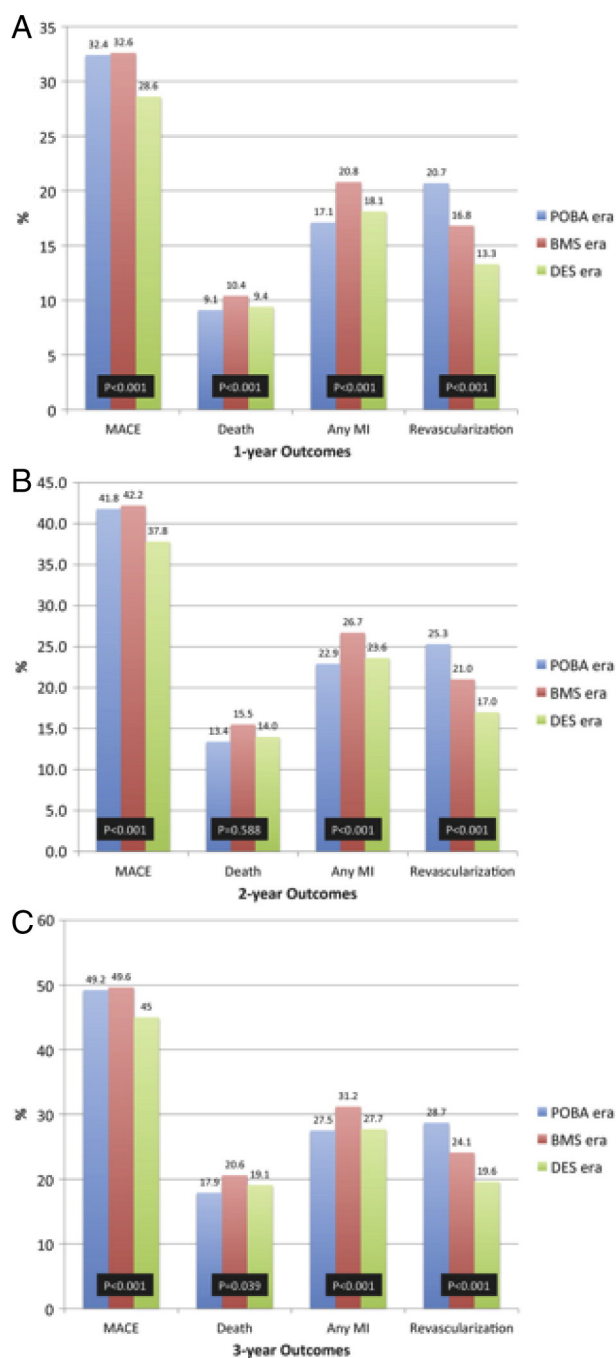 A
35
30
25
20
15
10
5
0
%
32.4 32.6 28.6
9.1 10.4 9.4
17.1 20.8 18.1
20.7 16.8 13.3
P<0.001 P<0.001 P<0.001 P<0.001
MACE Death Any MI Revascularization
1-year Outcomes
POBA era
BMS era
DES era
B
45.0
40.0
35.0
30.0
25.0
20.0
15.0
10.0
5.0
0.0
%
41.8 42.2 37.8
13.4 15.5 14.0
22.9 26.7 23.6
25.3 21.0 17.0
P<0.001 P=0.588 P<0.001 P<0.001
MACE Death Any MI Revascularization
2-year Outcomes
POBA era
BMS era
DES era
C
60
50
40
30
20
10
0
%
49.2 49.6 45
17.9 20.6 19.1
27.5 31.2 27.7
28.7 24.1 19.6
P<0.001 P=0.039 P<0.001 P<0.001
MACE Death Any MI Revascularization
3-year Outcomes
POBA era
BMS era
DES era